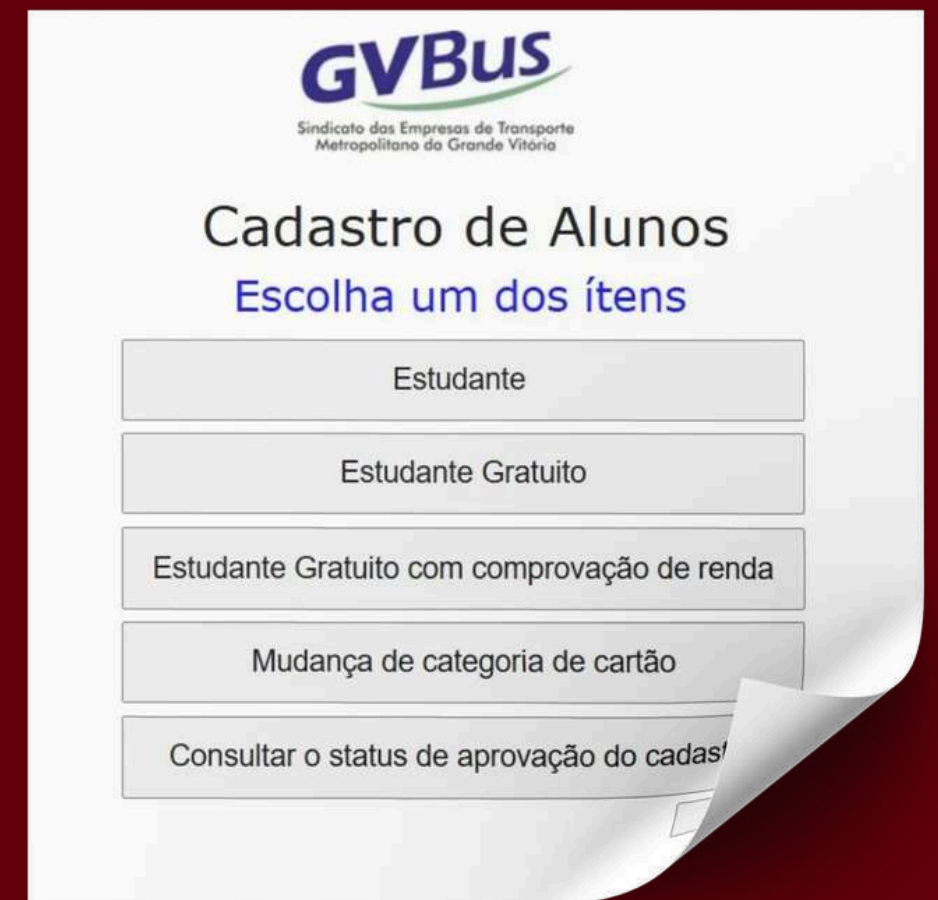 GVBus
Sindicato das Empresas de Transporte
Metropolitano da Grande Vitória
Cadastro de Alunos
Escolha um dos ítens
Estudante
Estudante Gratuito
Estudante Gratuito com comprovação de renda
Mudança de categoria de cartão
Consultar o status de aprovação do